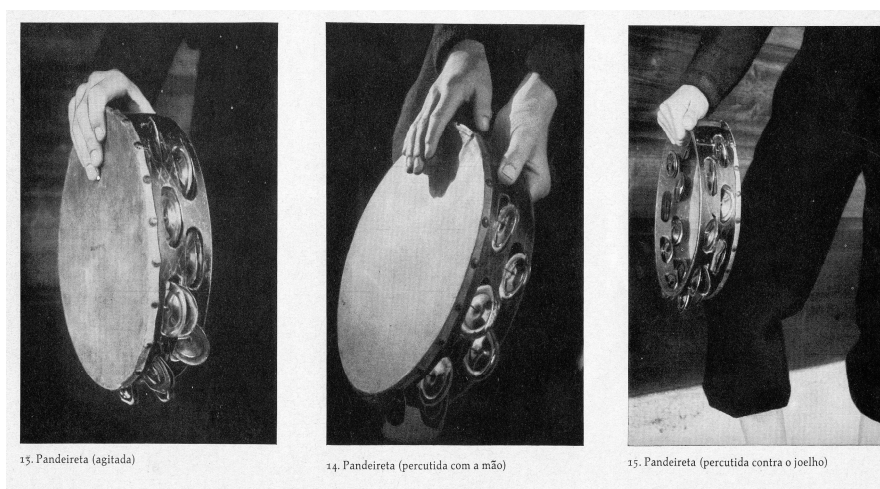 13. Pandeireta (agitada)
14. Pandeireta (percutida com a mão)
15. Pandeireta (percutida contra o joelho)